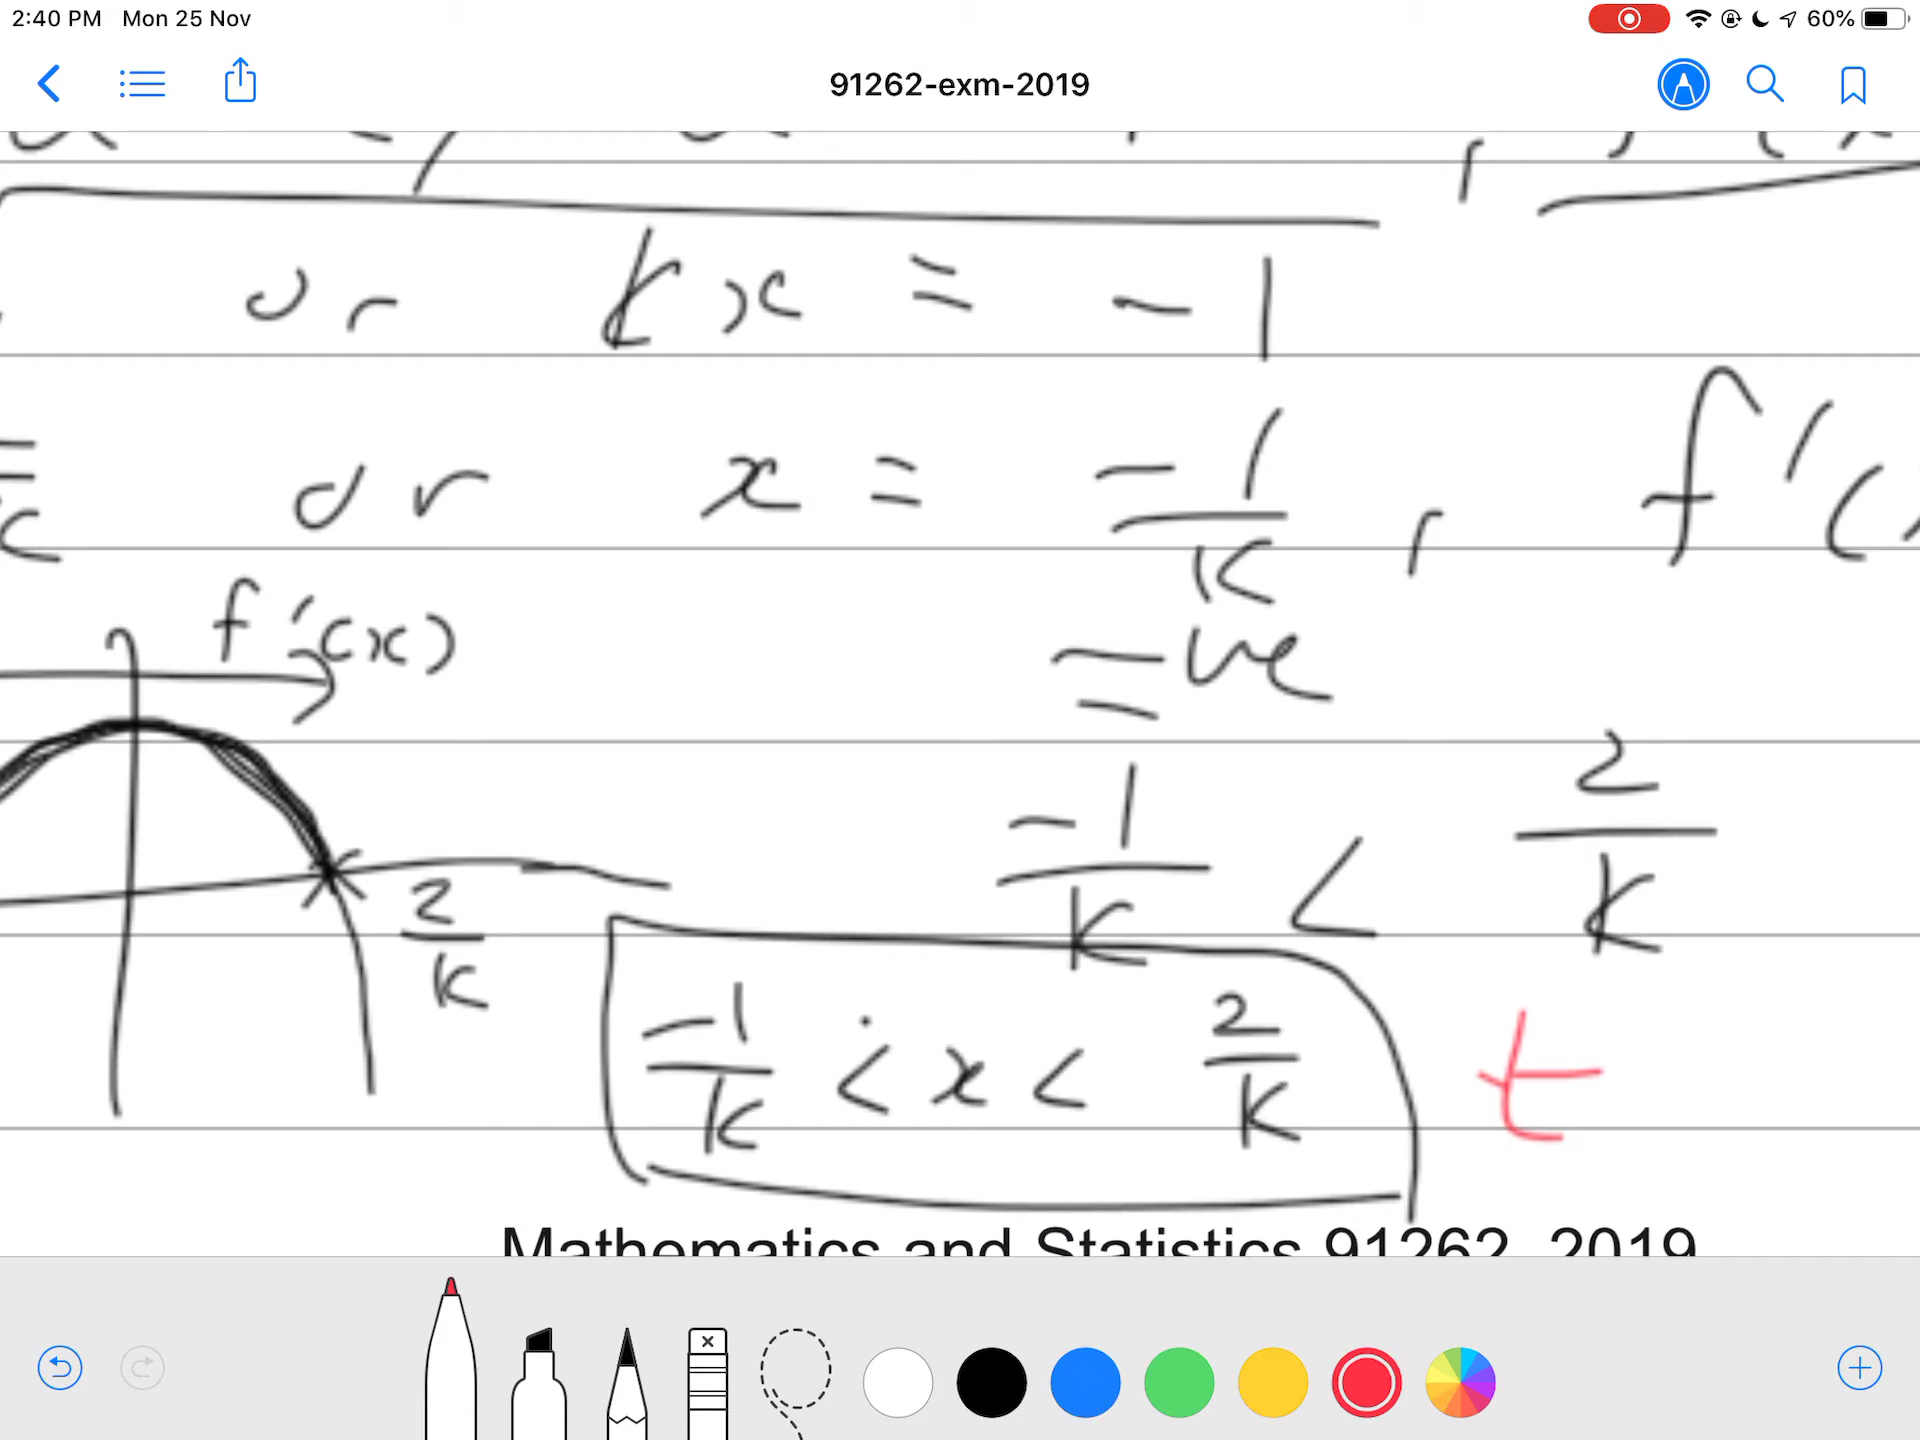 2:40 PM Mon 25 Nov 60%
91262-exm-2019
or kx = -1
or x = -1/k , f'(
f'(x) = -ve
-1/k < 2/k
2/k
-1/k < x < 2/k t
Mathematics and Statistics 91262, 2019